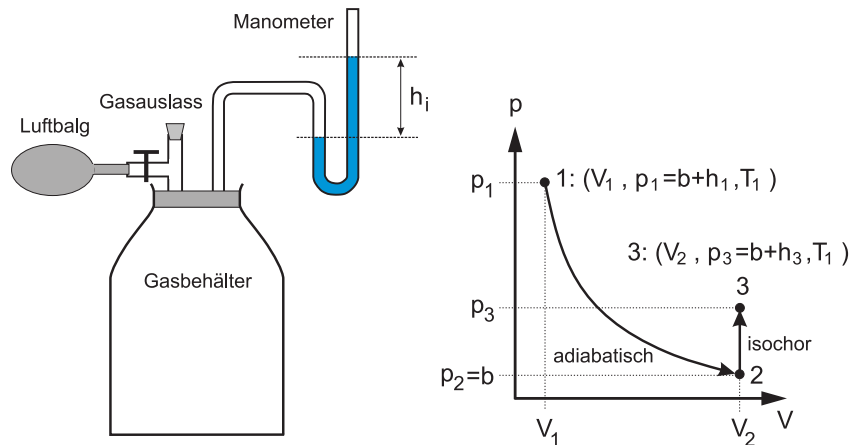 Manometer
Gasauslass
Luftbalg
h_i
Gasbehälter
p
p_1
1: (V_1 , p_1=b+h_1,T_1 )
3: (V_2 , p_3=b+h_3,T_1)
3
p_3
isochor
adiabatisch
p_2=b
2
V_1
V_2
V